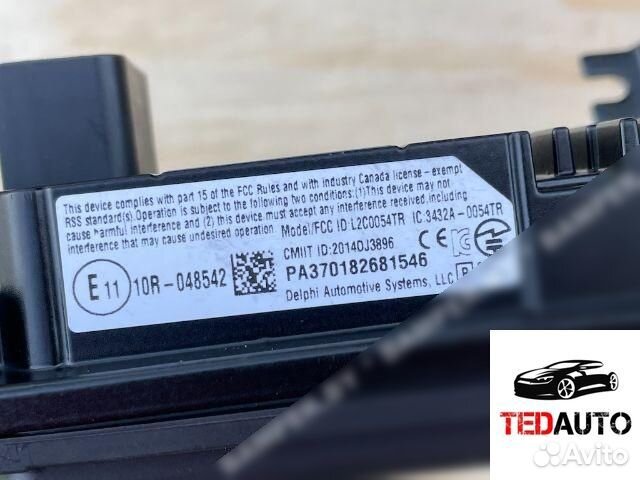 This device complies with part 15 of the FCC Rules and with industry Canada license - exempt
RSS standard(s).Operation is subject to the following two conditions:(1)This device may not
cause harmful interference and (2) this device must accept any interference,including
interference that may cause undesired operation.
Model/FCC ID:L2C0054TR IC:3432A-0054TR
CMIIT ID:2014DJ3896
E11 10R-048542
PA370182681546
Delphi Automotive Systems, LLC
TEDAUTO
Avito